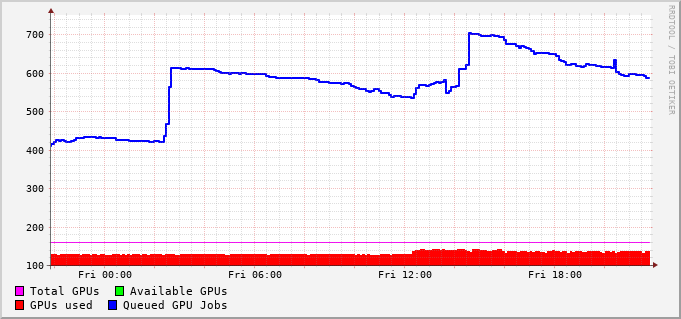 700
600
500
400
300
200
100
Fri 00:00 Fri 06:00 Fri 12:00 Fri 18:00
Total GPUs Available GPUs
GPUs used Queued GPU Jobs
RRDTOOL / TOBI OETIKER